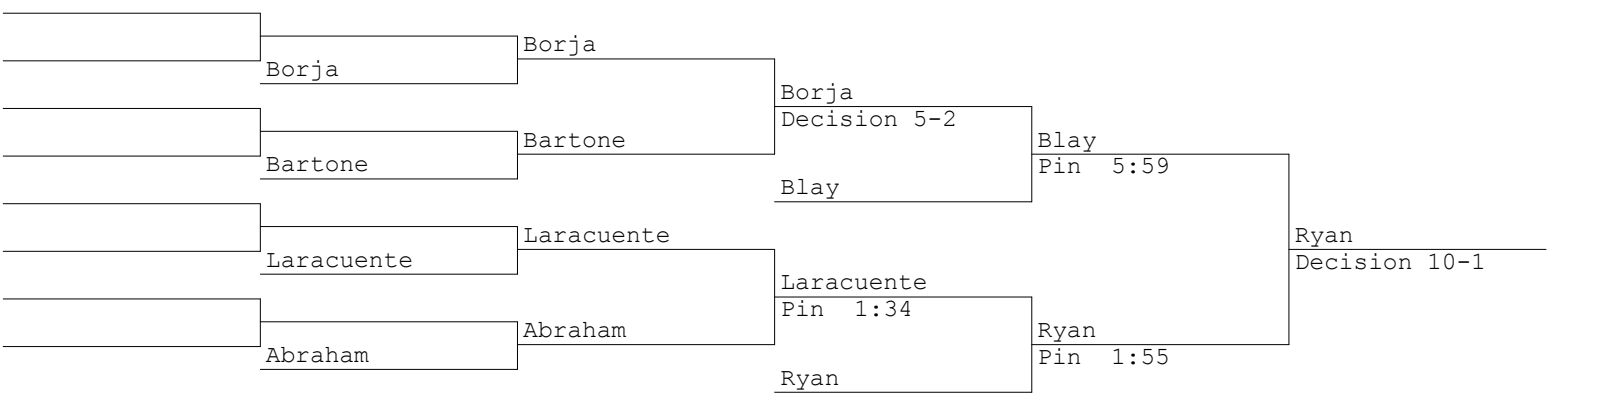 Borja
Borja
Borja
Decision 5-2
Bartone
Blay
Bartone
Pin 5:59
Blay
Laracuente
Ryan
Laracuente
Decision 10-1
Laracuente
Pin 1:34
Abraham
Ryan
Abraham
Pin 1:55
Ryan